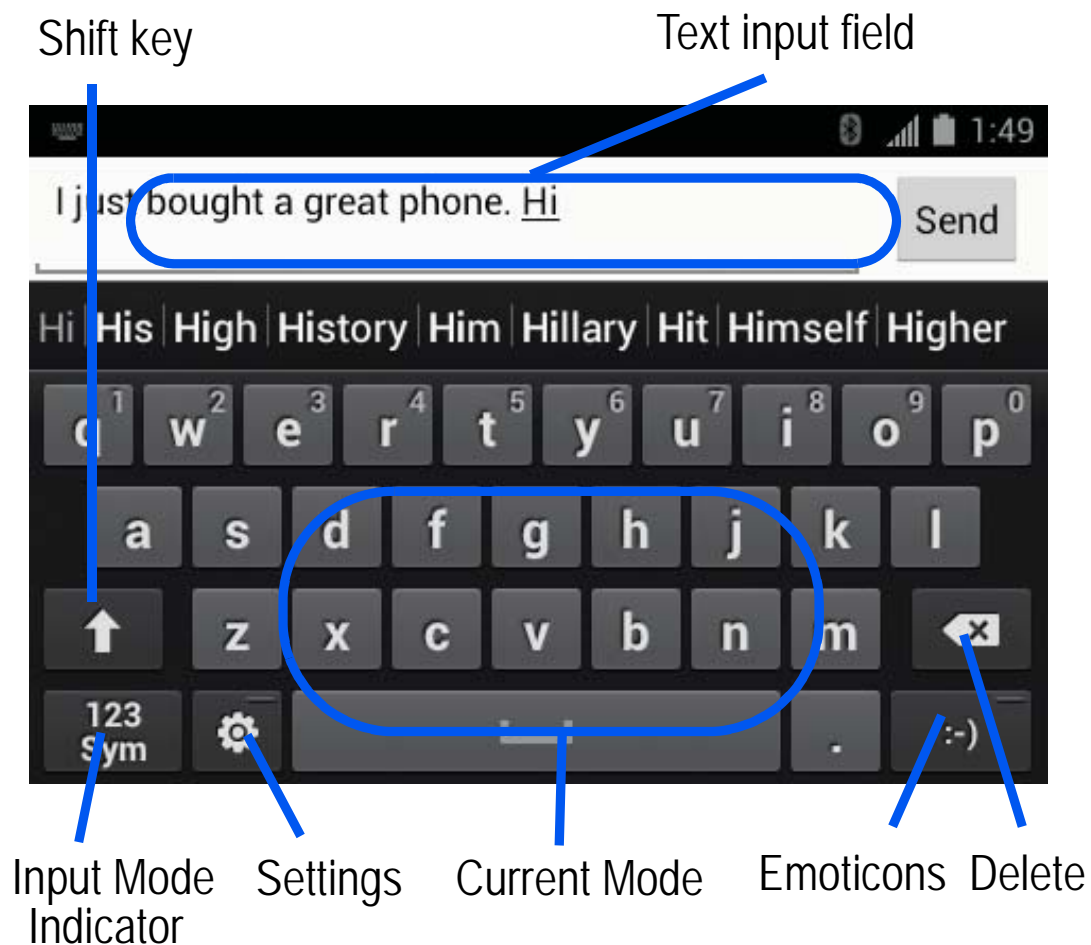 Shift key
Text input field
1:49
I just bought a great phone. Hi
Send
Hi His High History Him Hillary Hit Himself Higher
q 1 w 2 e 3 r 4 t 5 y 6 u 7 i 8 o 9 p 0
a s d f g h j k l
z x c v b n m
123
Sym
. :-)
Input Mode
Indicator
Settings
Current Mode
Emoticons
Delete